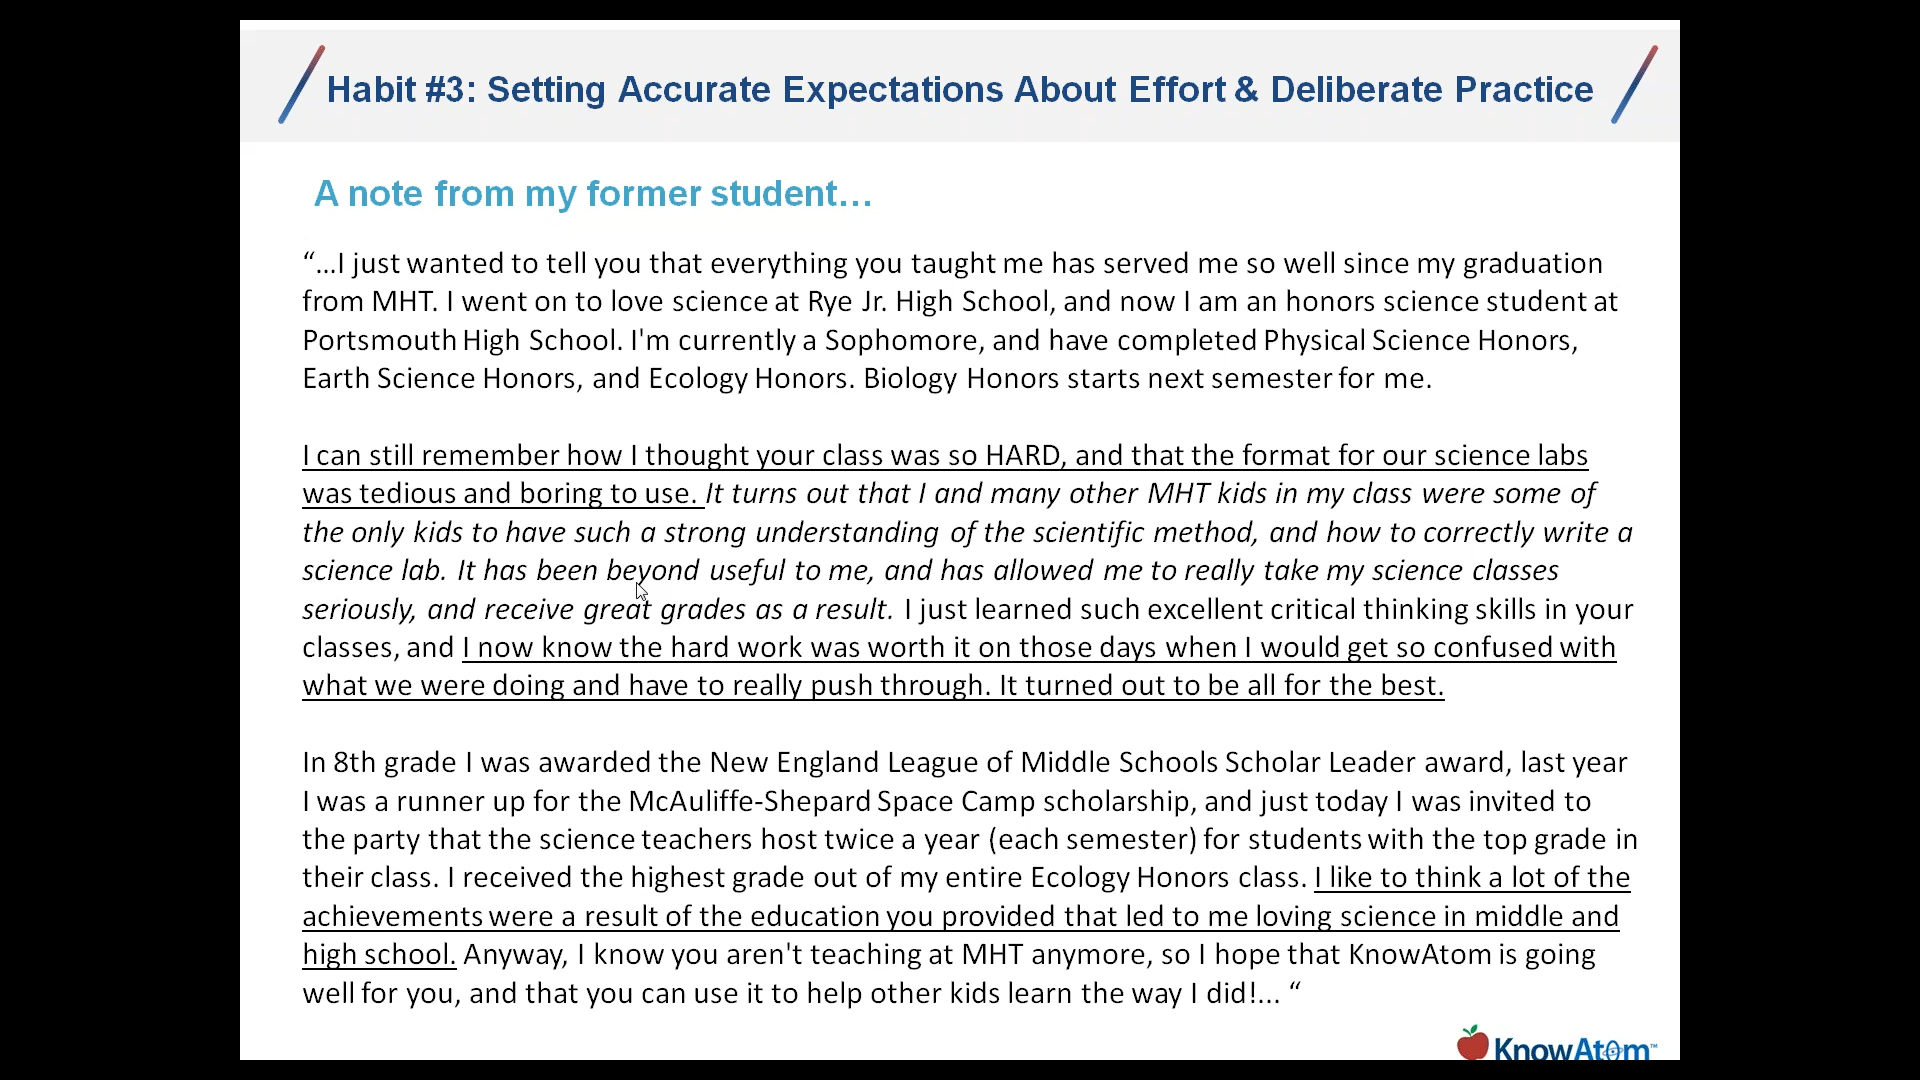 Habit #3: Setting Accurate Expectations About Effort & Deliberate Practice
A note from my former student…
“…I just wanted to tell you that everything you taught me has served me so well since my graduation
from MHT. I went on to love science at Rye Jr. High School, and now I am an honors science student at
Portsmouth High School. I'm currently a Sophomore, and have completed Physical Science Honors,
Earth Science Honors, and Ecology Honors. Biology Honors starts next semester for me.
I can still remember how I thought your class was so HARD, and that the format for our science labs
was tedious and boring to use. It turns out that I and many other MHT kids in my class were some of
the only kids to have such a strong understanding of the scientific method, and how to correctly write a
science lab. It has been beyond useful to me, and has allowed me to really take my science classes
seriously, and receive great grades as a result. I just learned such excellent critical thinking skills in your
classes, and I now know the hard work was worth it on those days when I would get so confused with
what we were doing and have to really push through. It turned out to be all for the best.
In 8th grade I was awarded the New England League of Middle Schools Scholar Leader award, last year
I was a runner up for the McAuliffe-Shepard Space Camp scholarship, and just today I was invited to
the party that the science teachers host twice a year (each semester) for students with the top grade in
their class. I received the highest grade out of my entire Ecology Honors class. I like to think a lot of the
achievements were a result of the education you provided that led to me loving science in middle and
high school. Anyway, I know you aren't teaching at MHT anymore, so I hope that KnowAtom is going
well for you, and that you can use it to help other kids learn the way I did!... “
KnowAtom™